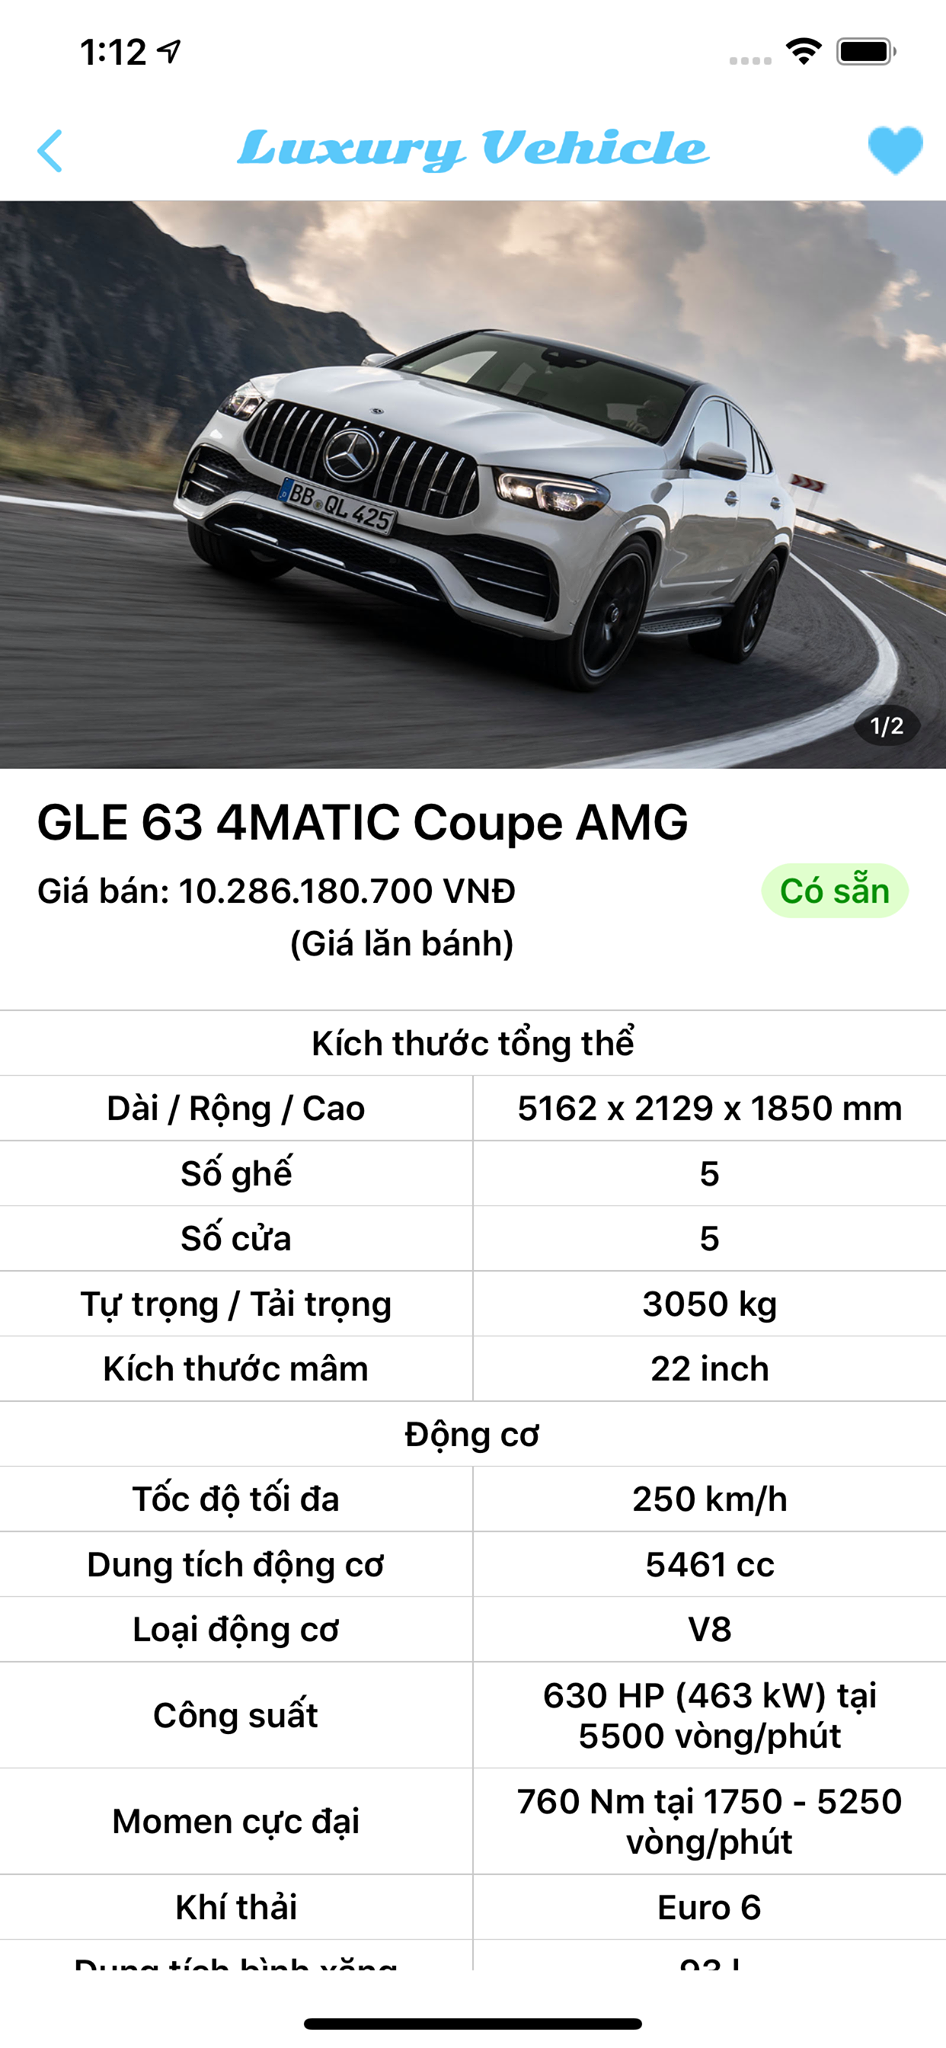 1:12
Luxury Vehicle
BB QL 425
1/2
GLE 63 4MATIC Coupe AMG
Giá bán: 10.286.180.700 VNĐ
Có sẵn
(Giá lăn bánh)
Kích thước tổng thể
Dài / Rộng / Cao 5162 x 2129 x 1850 mm
Số ghế 5
Số cửa 5
Tự trọng / Tải trọng 3050 kg
Kích thước mâm 22 inch
Động cơ
Tốc độ tối đa 250 km/h
Dung tích động cơ 5461 cc
Loại động cơ V8
Công suất 630 HP (463 kW) tại
5500 vòng/phút
Momen cực đại 760 Nm tại 1750 - 5250
vòng/phút
Khí thải Euro 6
Dung tích bình xăng 93 l